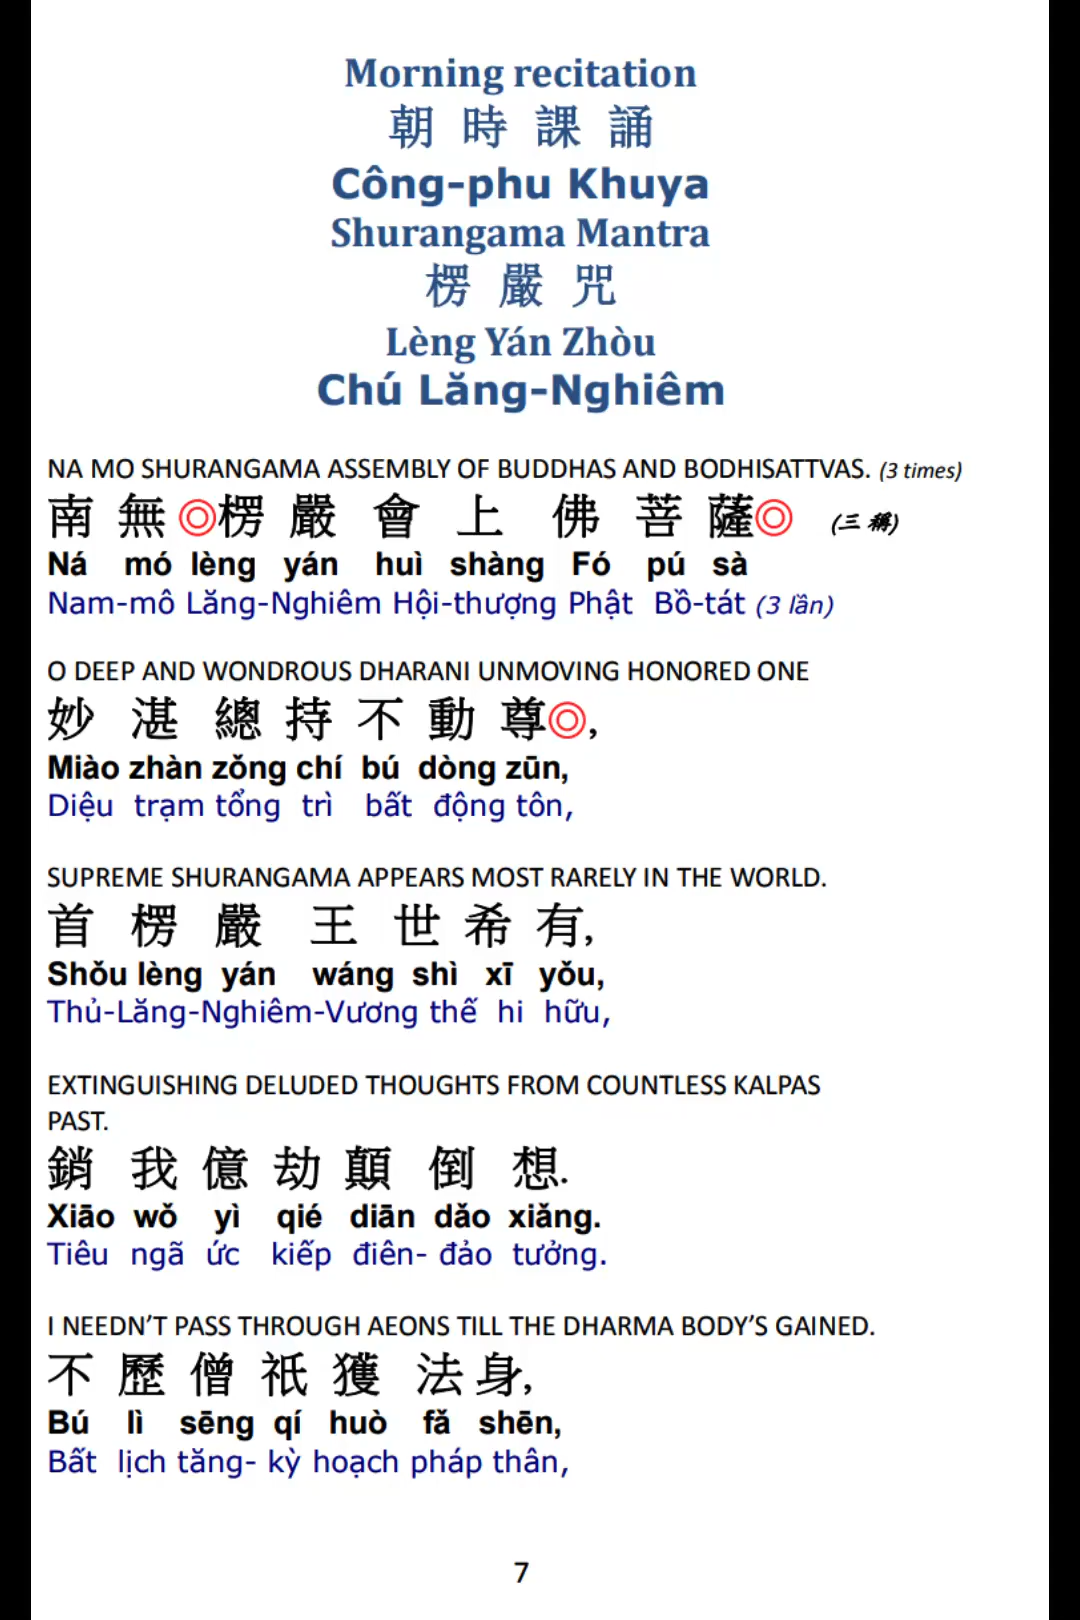 Morning recitation
朝 時 課 誦
Công-phu Khuya
Shurangama Mantra
楞 嚴 咒
Lèng Yán Zhòu
Chú Lăng-Nghiêm
NA MO SHURANGAMA ASSEMBLY OF BUDDHAS AND BODHISATTVAS. (3 times)
南 無 ◎楞 嚴 會 上 佛 菩 薩◎ (三 稱)
Ná mó lèng yán huì shàng Fó pú sà
Nam-mô Lăng-Nghiêm Hội-thượng Phật Bồ-tát (3 lần)
O DEEP AND WONDROUS DHARANI UNMOVING HONORED ONE
妙 湛 總 持 不 動 尊◎,
Miào zhàn zǒng chí bú dòng zūn,
Diệu trạm tổng trì bất động tôn,
SUPREME SHURANGAMA APPEARS MOST RARELY IN THE WORLD.
首 楞 嚴 王 世 希 有,
Shǒu lèng yán wáng shì xī yǒu,
Thủ-Lăng-Nghiêm-Vương thế hi hữu,
EXTINGUISHING DELUDED THOUGHTS FROM COUNTLESS KALPAS
PAST.
銷 我 億 劫 顛 倒 想.
Xiāo wǒ yì qié diān dǎo xiǎng.
Tiêu ngã ức kiếp điên- đảo tưởng.
I NEEDN'T PASS THROUGH AEONS TILL THE DHARMA BODY'S GAINED.
不 歷 僧 祇 獲 法 身,
Bú lì sēng qí huò fǎ shēn,
Bất lịch tăng- kỳ hoạch pháp thân,
7